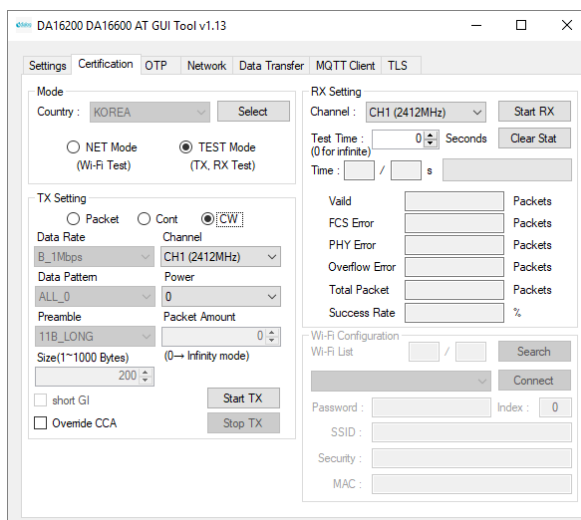 DA16200 DA16600 AT GUI Tool v1.13
Settings Certification OTP Network Data Transfer MQTT Client TLS
Mode
Country : KOREA Select
NET Mode TEST Mode
(Wi-Fi Test) (TX, RX Test)
TX Setting
Packet Cont CW
Data Rate Channel
B_1Mbps CH1 (2412MHz)
Data Pattern Power
ALL_0 0
Preamble Packet Amount
11B_LONG 0
Size(1~1000 Bytes) (0→ Infinity mode)
200
short GI Start TX
Override CCA Stop TX
RX Setting
Channel : CH1 (2412MHz) Start RX
Test Time : 0 Seconds Clear Stat
(0 for infinite)
Time : / s
Vaild Packets
FCS Error Packets
PHY Error Packets
Overflow Error Packets
Total Packet Packets
Success Rate %
Wi-Fi Configuration
Wi-Fi List / Search
Connect
Password : Index : 0
SSID :
Security :
MAC :